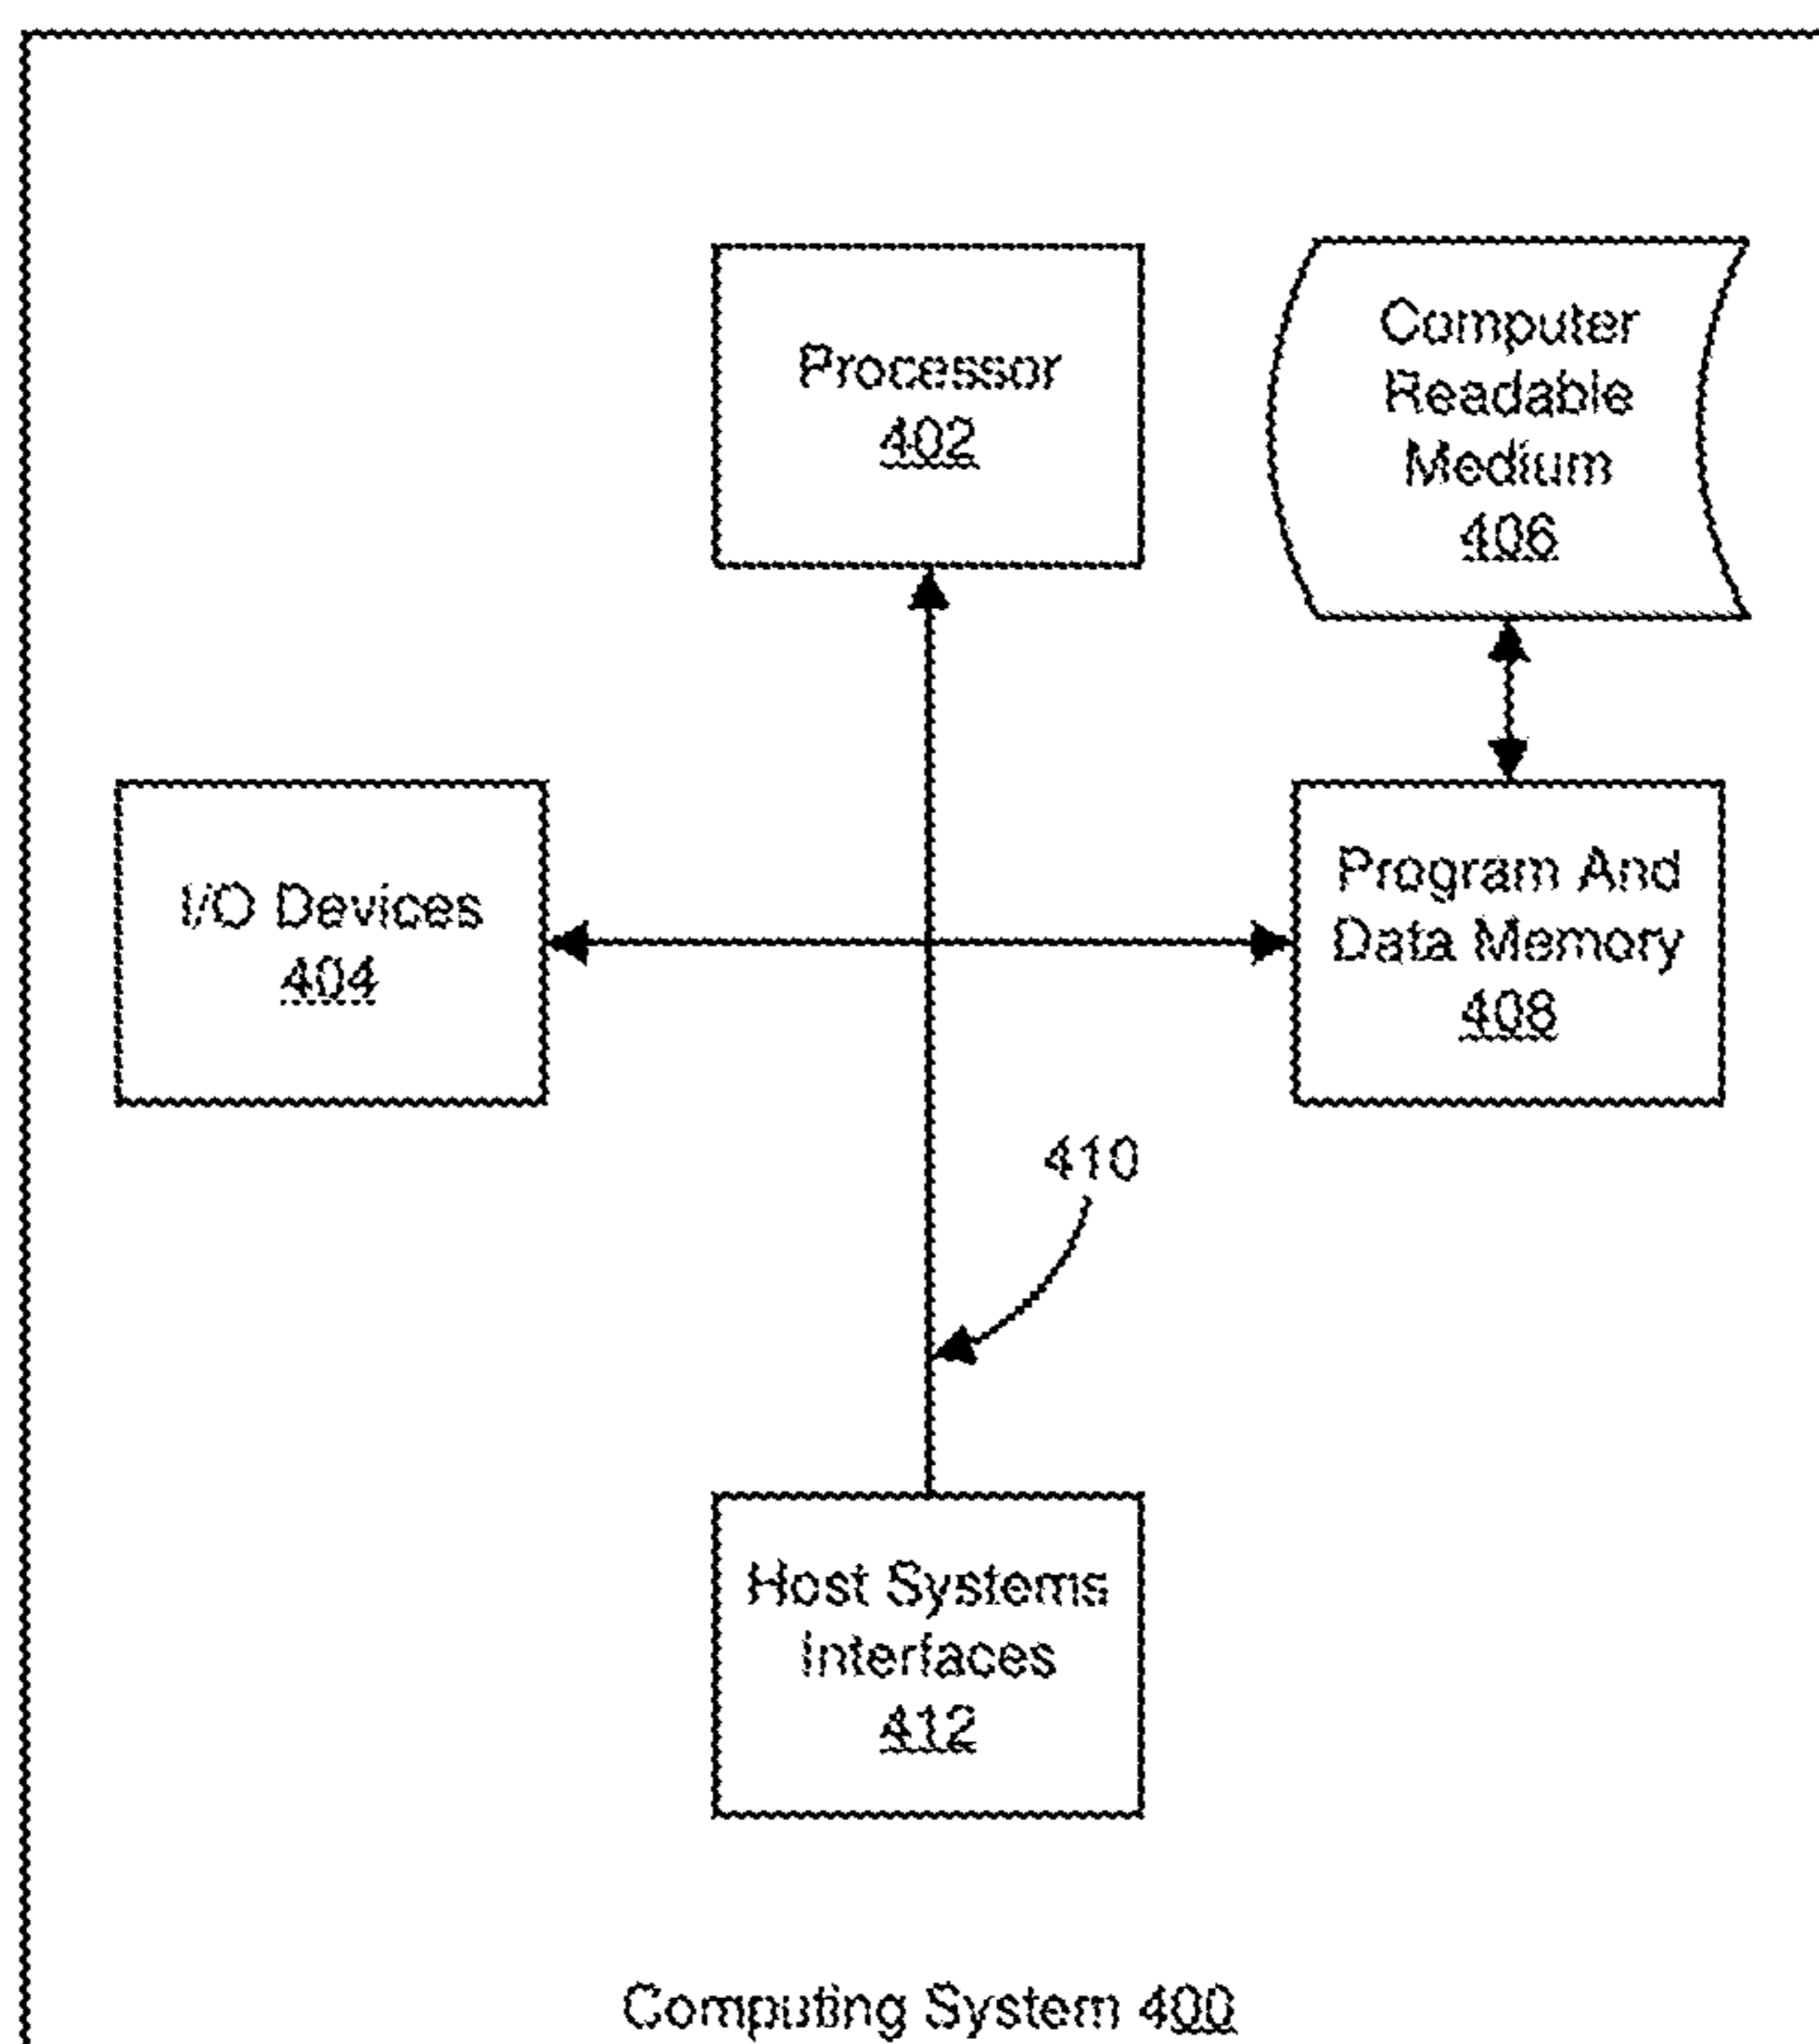 Processor
402
Computer
Readable
Medium
406
I/O Devices
404
Program And
Data Memory
408
410
Host Systems
Interfaces
412
Computing System 400